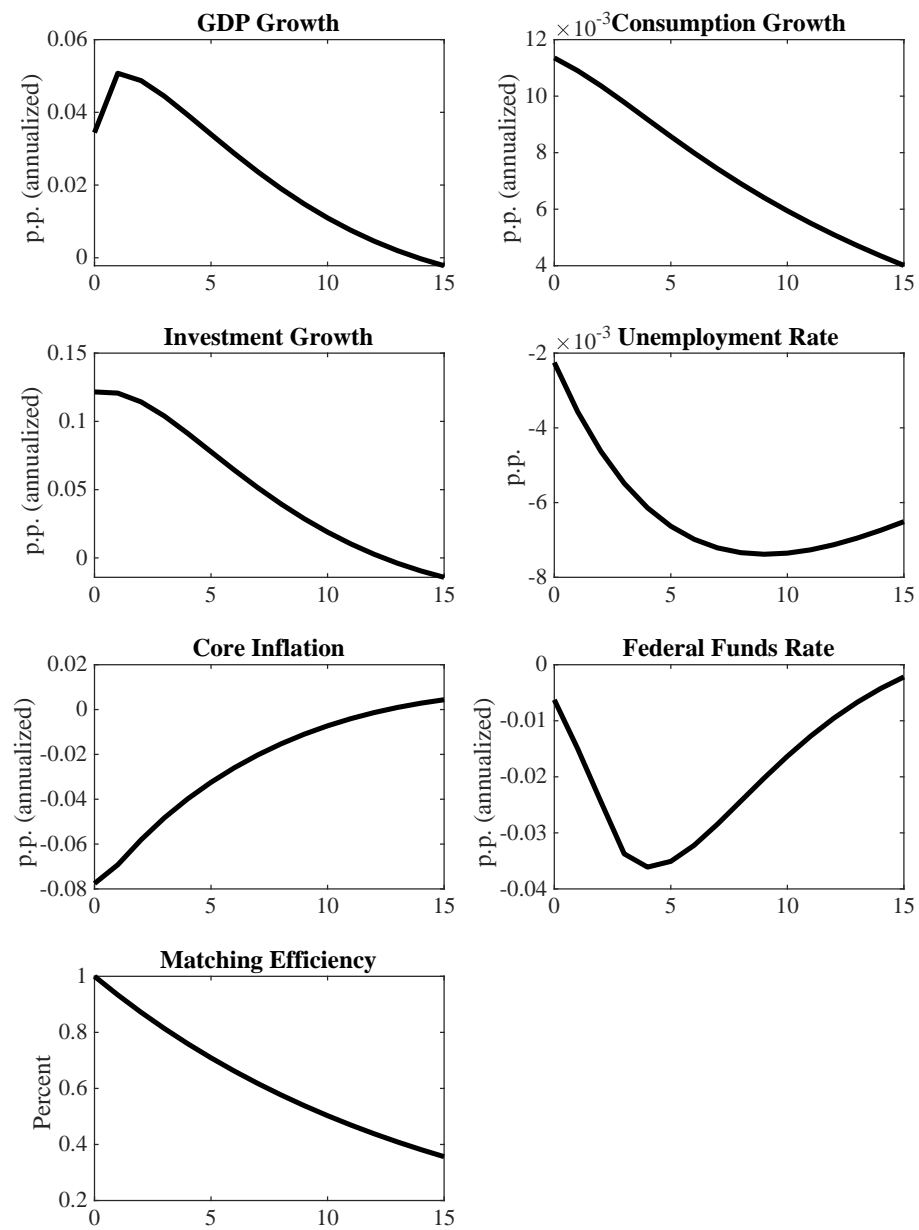 GDP Growth
0.06
0.04
0.02
0
p.p. (annualized)
0 5 10 15
×10⁻³ Consumption Growth
12
10
8
6
4
p.p. (annualized)
0 5 10 15
Investment Growth
0.15
0.1
0.05
0
p.p. (annualized)
0 5 10 15
×10⁻³ Unemployment Rate
-2
-4
-6
-8
p.p.
0 5 10 15
Core Inflation
0.02
0
-0.02
-0.04
-0.06
-0.08
p.p. (annualized)
0 5 10 15
Federal Funds Rate
0
-0.01
-0.02
-0.03
-0.04
p.p. (annualized)
0 5 10 15
Matching Efficiency
1
0.8
0.6
0.4
0.2
Percent
0 5 10 15